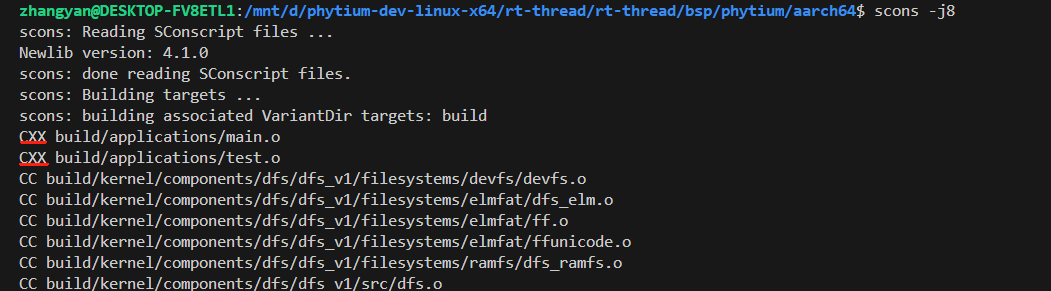 zhangyan@DESKTOP-FV8ETL1:/mnt/d/phytium-dev-linux-x64/rt-thread/rt-thread/bsp/phytium/aarch64$ scons -j8
scons: Reading SConscript files ...
Newlib version: 4.1.0
scons: done reading SConscript files.
scons: Building targets ...
scons: building associated VariantDir targets: build
CXX build/applications/main.o
CXX build/applications/test.o
CC build/kernel/components/dfs/dfs_v1/filesystems/devfs/devfs.o
CC build/kernel/components/dfs/dfs_v1/filesystems/elmfat/dfs_elm.o
CC build/kernel/components/dfs/dfs_v1/filesystems/elmfat/ff.o
CC build/kernel/components/dfs/dfs_v1/filesystems/elmfat/ffunicode.o
CC build/kernel/components/dfs/dfs_v1/filesystems/ramfs/dfs_ramfs.o
CC build/kernel/components/dfs/dfs_v1/src/dfs.o